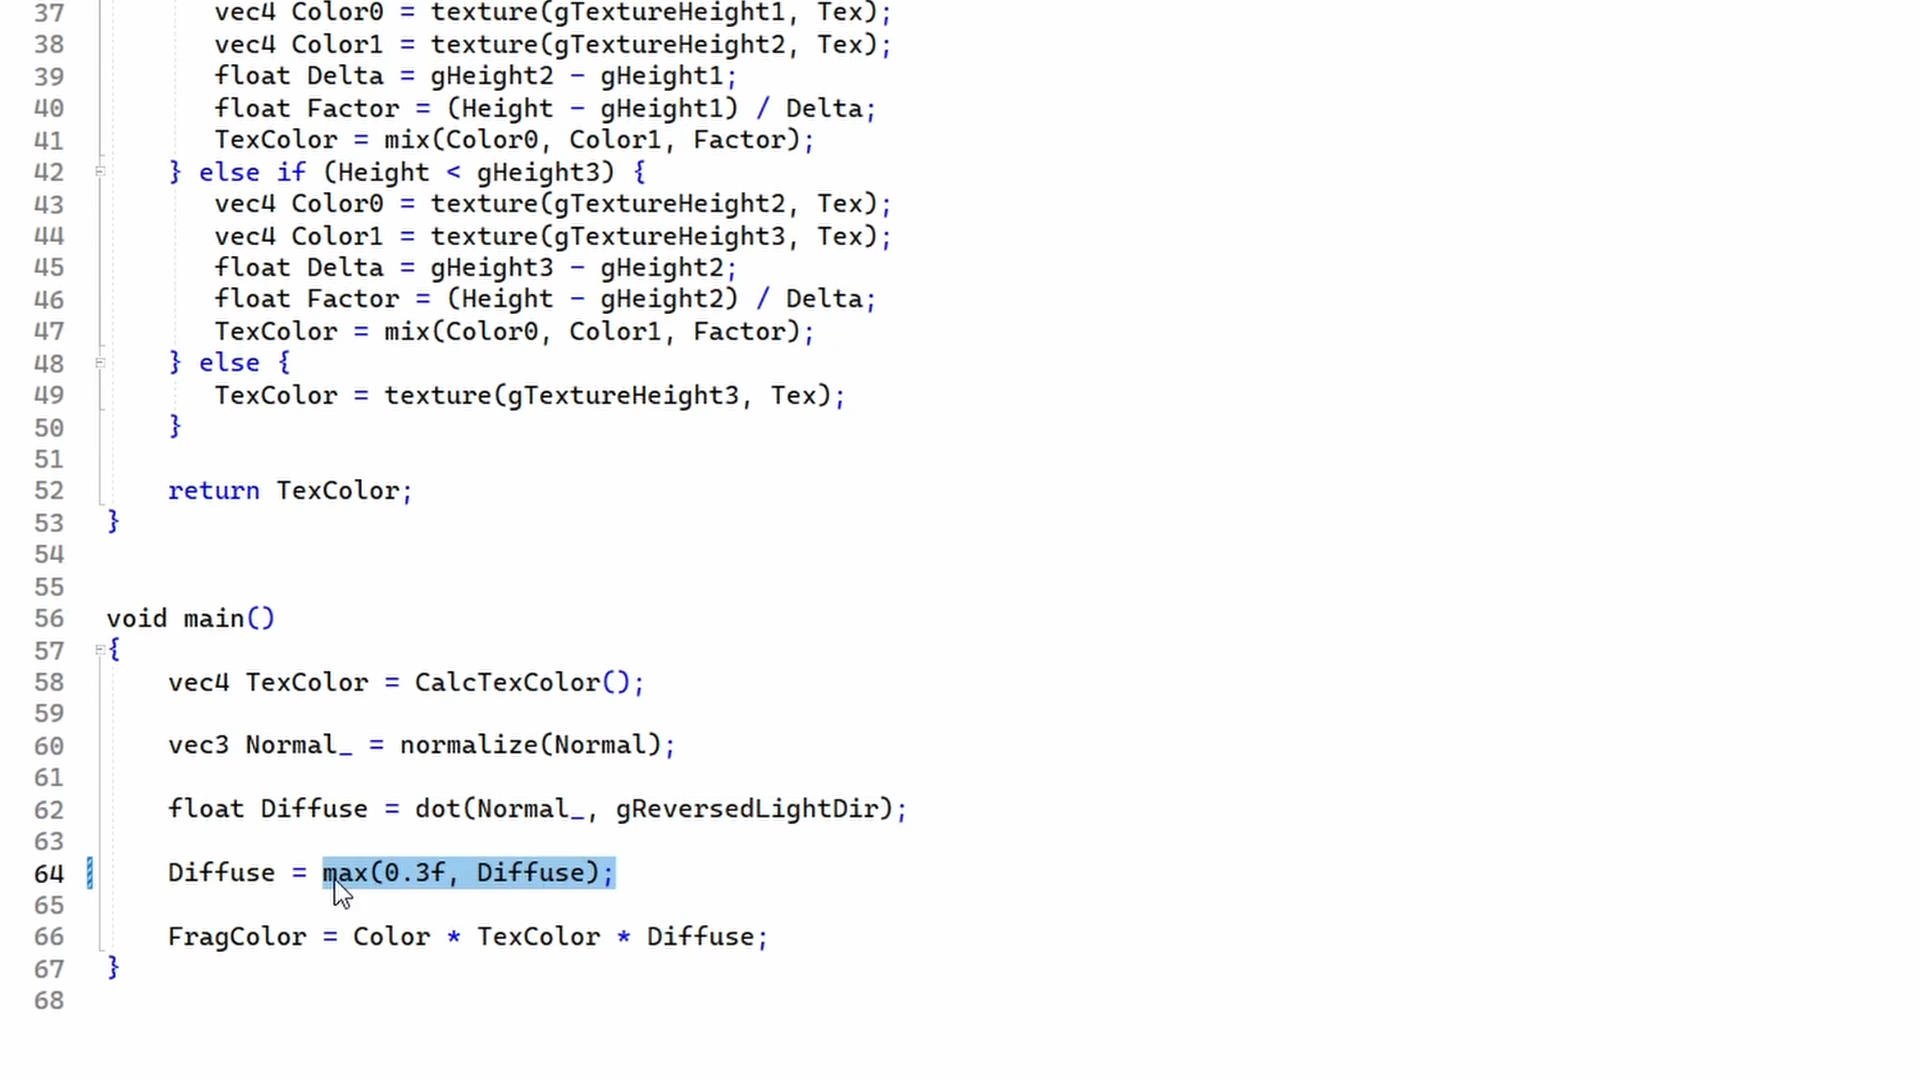 37 vec4 Color0 = texture(gTextureHeight1, Tex);
38 vec4 Color1 = texture(gTextureHeight2, Tex);
39 float Delta = gHeight2 - gHeight1;
40 float Factor = (Height - gHeight1) / Delta;
41 TexColor = mix(Color0, Color1, Factor);
42 } else if (Height < gHeight3) {
43 vec4 Color0 = texture(gTextureHeight2, Tex);
44 vec4 Color1 = texture(gTextureHeight3, Tex);
45 float Delta = gHeight3 - gHeight2;
46 float Factor = (Height - gHeight2) / Delta;
47 TexColor = mix(Color0, Color1, Factor);
48 } else {
49 TexColor = texture(gTextureHeight3, Tex);
50 }
51
52 return TexColor;
53 }
54
55
56 void main()
57 {
58 vec4 TexColor = CalcTexColor();
59
60 vec3 Normal_ = normalize(Normal);
61
62 float Diffuse = dot(Normal_, gReversedLightDir);
63
64 Diffuse = max(0.3f, Diffuse);
65
66 FragColor = Color * TexColor * Diffuse;
67 }
68